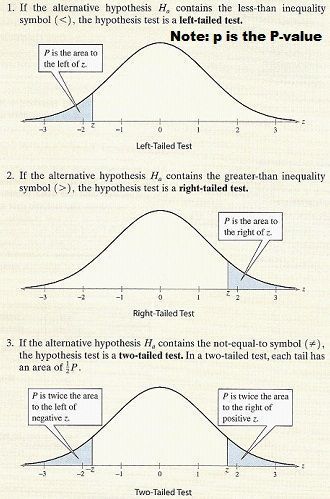 1. If the alternative hypothesis Hₐ contains the less-than inequality
symbol (<), the hypothesis test is a left-tailed test.
Note: p is the P-value
P is the area to
the left of z.
z
-3 -2 z -1 0 1 2 3
Left-Tailed Test
2. If the alternative hypothesis Hₐ contains the greater-than inequality
symbol (>), the hypothesis test is a right-tailed test.
P is the area to
the right of z.
z
-3 -2 -1 0 1 z 2 3
Right-Tailed Test
3. If the alternative hypothesis Hₐ contains the not-equal-to symbol (≠),
the hypothesis test is a two-tailed test. In a two-tailed test, each tail has
an area of ½P.
P is twice the area
to the left of
negative z.
P is twice the area
to the right of
positive z.
z
-3 -2 -z -1 0 1 z 2 3
Two-Tailed Test